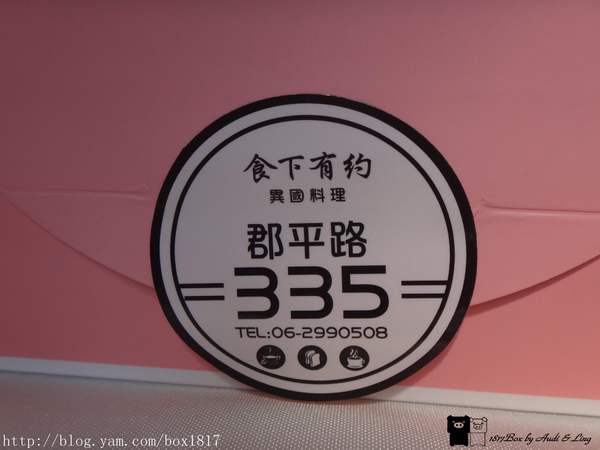 食下有約
異國料理
郡平路
335
TEL:06-2990508
http://blog.yam.com/box1817
1817Box by Audi & Ling